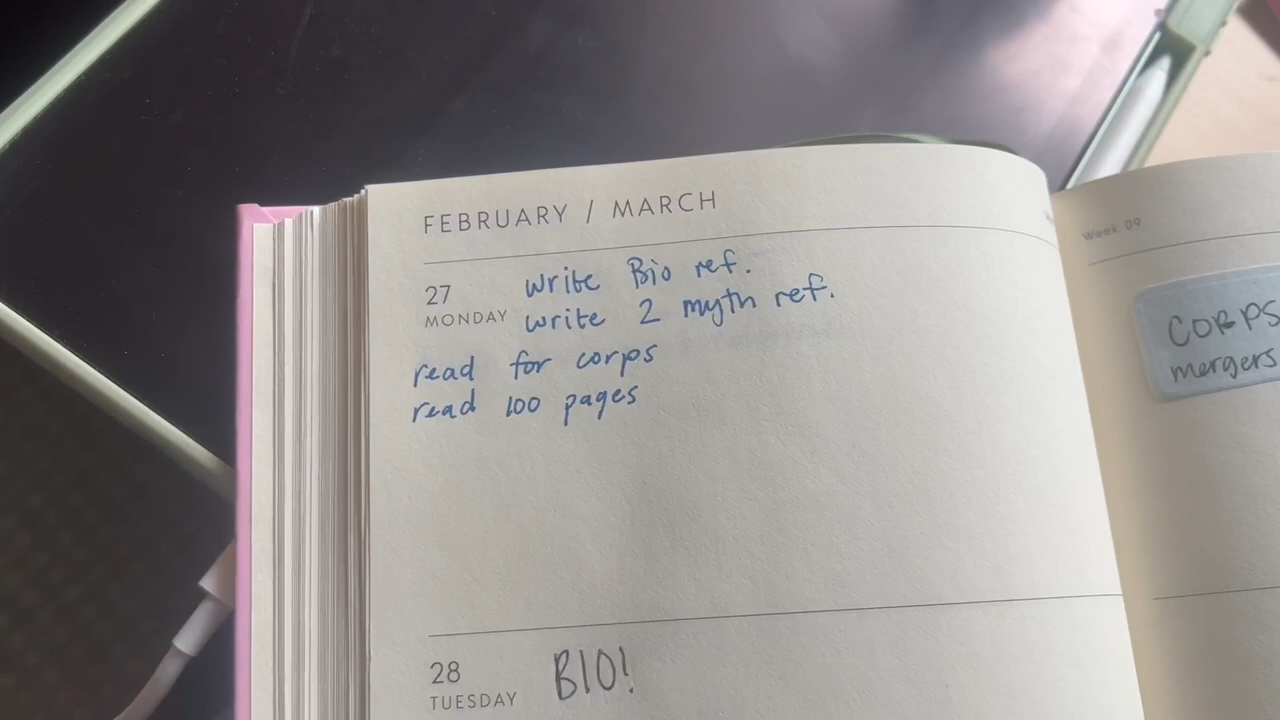 FEBRUARY / MARCH
27 write Bio ref.
MONDAY write 2 myth ref.
read for corps
read 100 pages
28 BIO!
TUESDAY
Week 09
CORPS
mergers